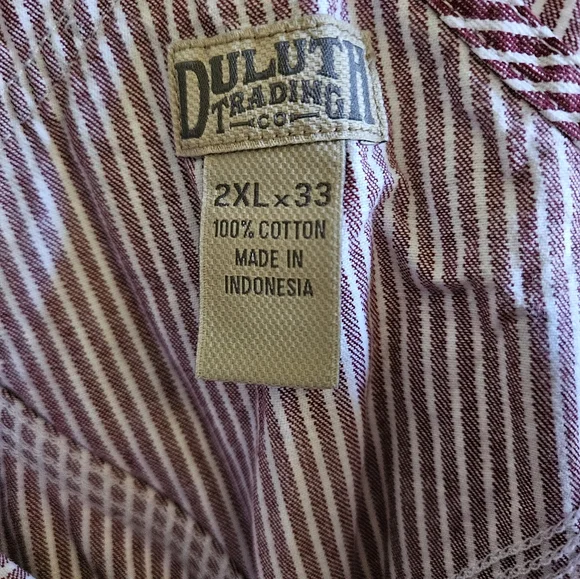 DULUTH
TRADING
CO
2XL x 33
100% COTTON
MADE IN
INDONESIA